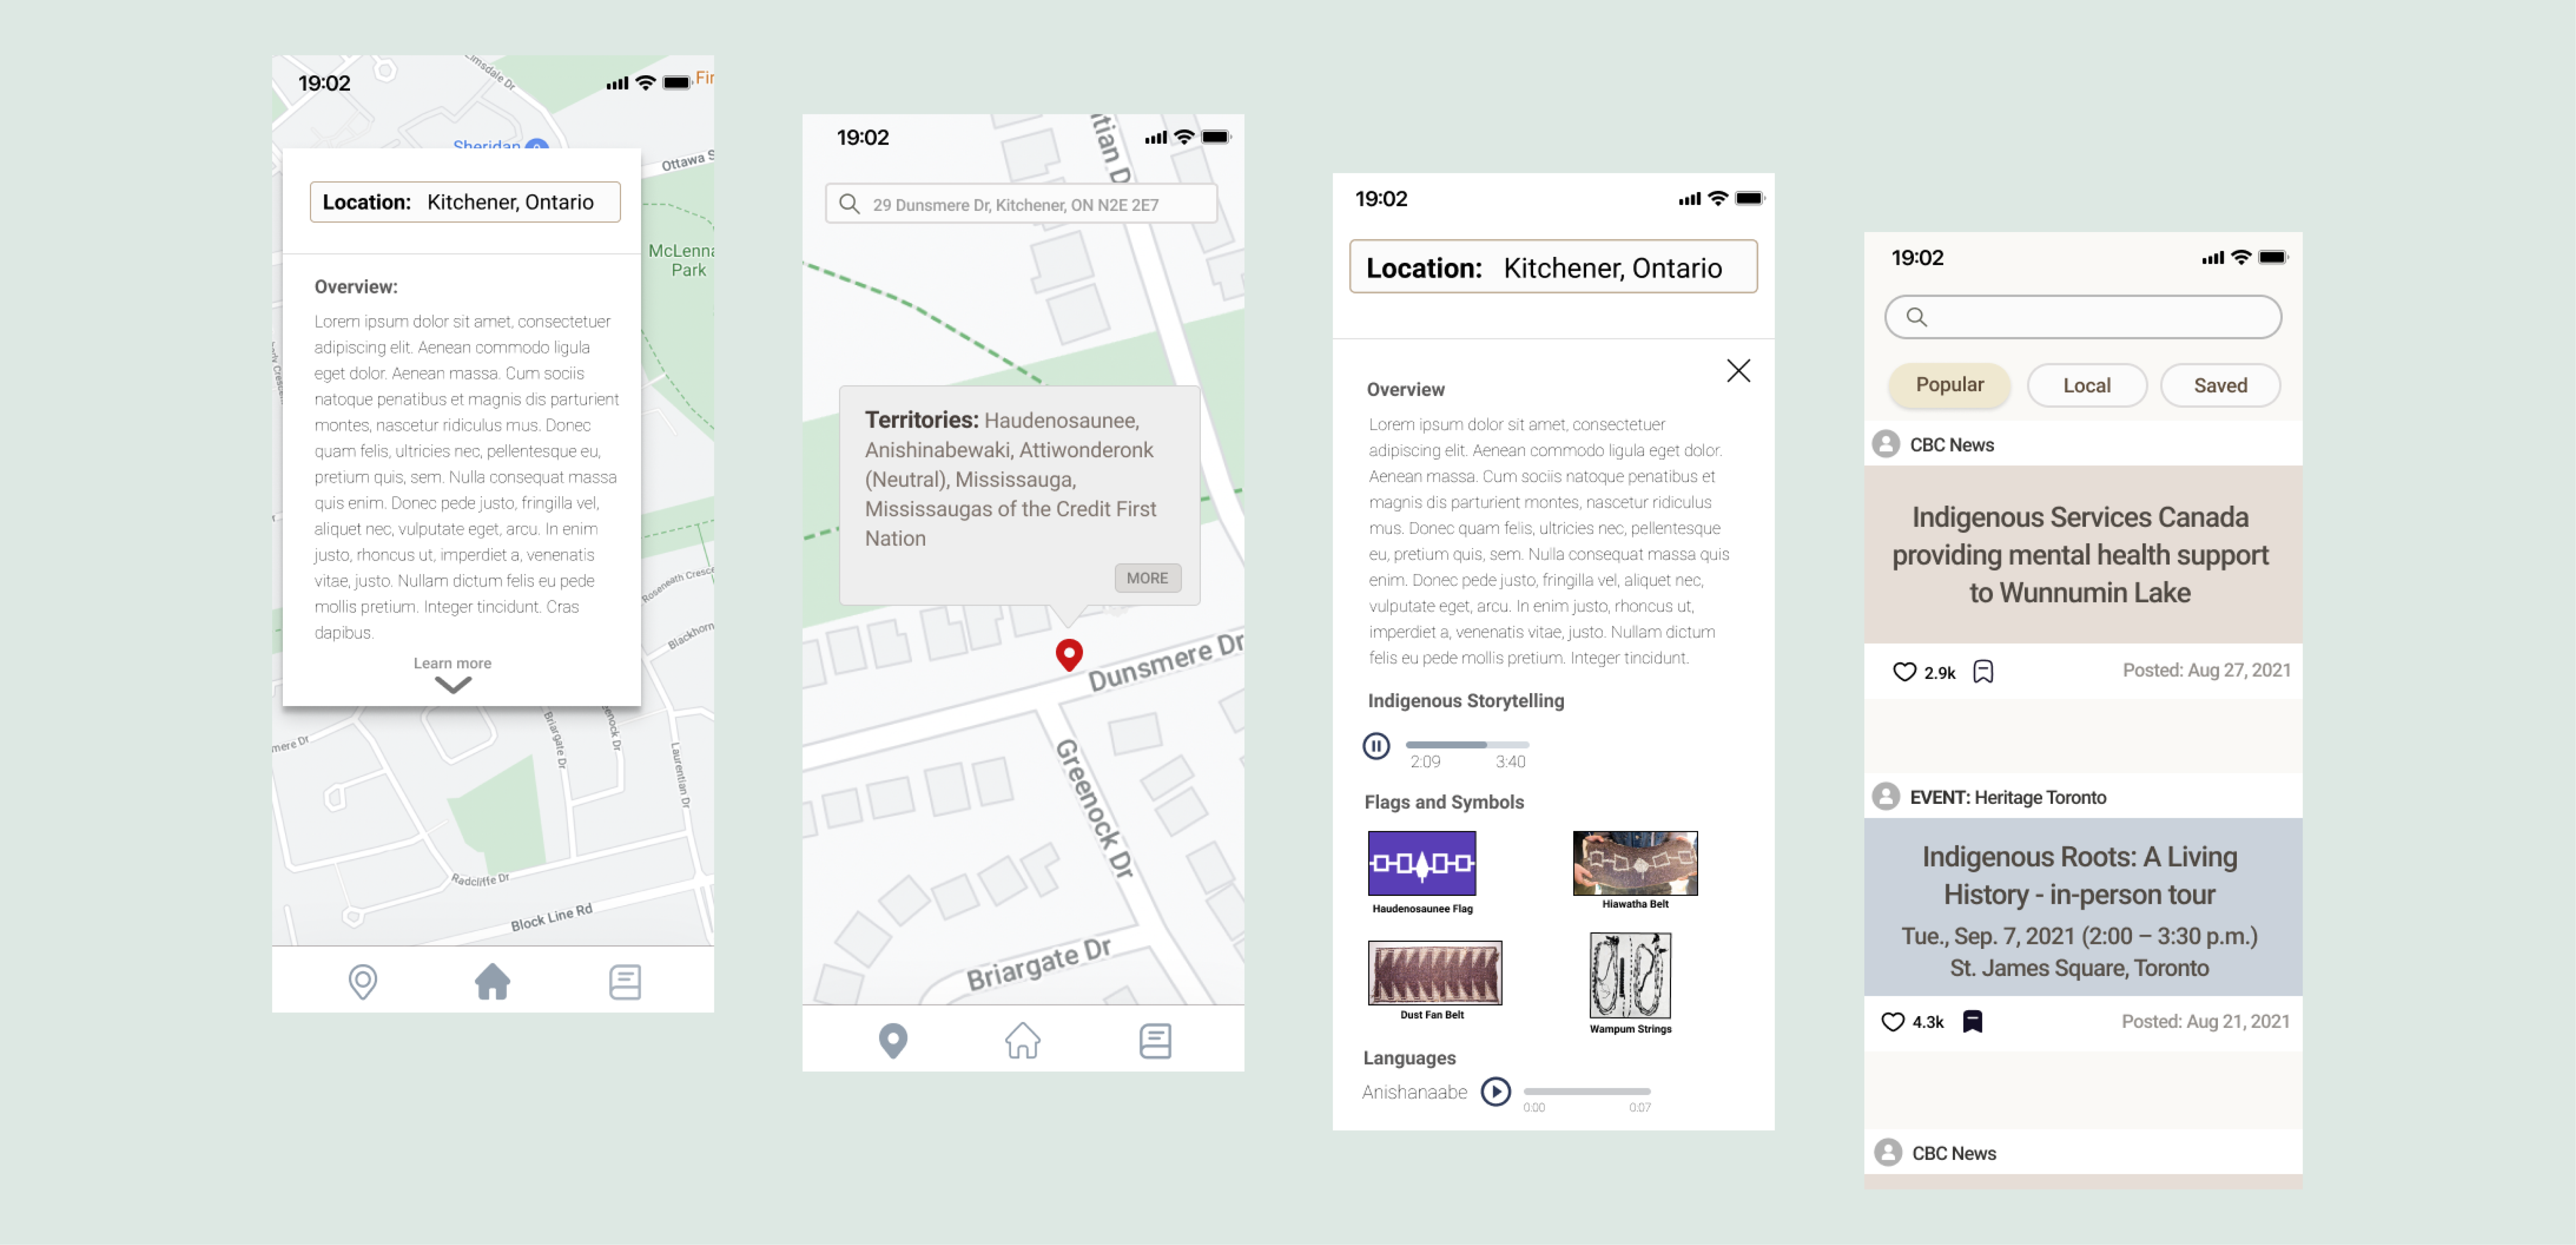 19:02
Sheridan
Ottawa S
McLenna
Park
Location: Kitchener, Ontario
Overview:
Lorem ipsum dolor sit amet, consectetuer
adipiscing elit. Aenean commodo ligula
eget dolor. Aenean massa. Cum sociis
natoque penatibus et magnis dis parturient
montes, nascetur ridiculus mus. Donec
quam felis, ultricies nec, pellentesque eu,
pretium quis, sem. Nulla consequat massa
quis enim. Donec pede justo, fringilla vel,
aliquet nec, vulputate eget, arcu. In enim
justo, rhoncus ut, imperdiet a, venenatis
vitae, justo. Nullam dictum felis eu pede
mollis pretium. Integer tincidunt. Cras
dapibus.
Learn more
Roseneath Cresce
Blackhorn
mere Dr
Briargate Dr
enock Dr
Laurentian Dr
Radcliffe Dr
Block Line Rd
19:02
tian D
29 Dunsmere Dr, Kitchener, ON N2E 2E7
Territories: Haudenosaunee,
Anishinabewaki, Attiwonderonk
(Neutral), Mississauga,
Mississaugas of the Credit First
Nation
MORE
Dunsmere Dr
Greenock Dr
Briargate Dr
19:02
Location: Kitchener, Ontario
Overview
Lorem ipsum dolor sit amet, consectetuer
adipiscing elit. Aenean commodo ligula eget dolor.
Aenean massa. Cum sociis natoque penatibus et
magnis dis parturient montes, nascetur ridiculus
mus. Donec quam felis, ultricies nec, pellentesque
eu, pretium quis, sem. Nulla consequat massa quis
enim. Donec pede justo, fringilla vel, aliquet nec,
vulputate eget, arcu. In enim justo, rhoncus ut,
imperdiet a, venenatis vitae, justo. Nullam dictum
felis eu pede mollis pretium. Integer tincidunt.
Indigenous Storytelling
2:09 3:40
Flags and Symbols
Haudenosaunee Flag
Hiawatha Belt
Dust Fan Belt
Wampum Strings
Languages
Anishanaabe
0:00 0:07
19:02
Popular Local Saved
CBC News
Indigenous Services Canada
providing mental health support
to Wunnumin Lake
2.9k Posted: Aug 27, 2021
EVENT: Heritage Toronto
Indigenous Roots: A Living
History - in-person tour
Tue., Sep. 7, 2021 (2:00 – 3:30 p.m.)
St. James Square, Toronto
4.3k Posted: Aug 21, 2021
CBC News